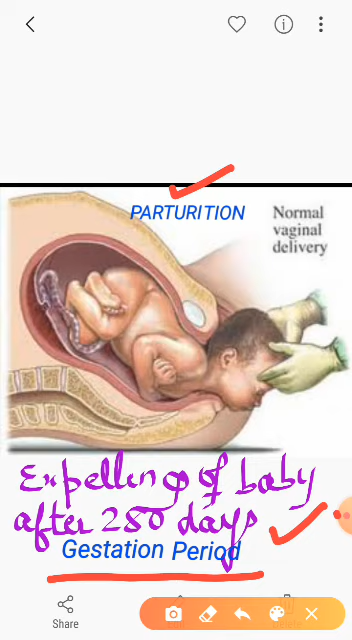 PARTURITION
Normal
vaginal
delivery
Expelling of baby
after 280 days
Gestation Period
Share